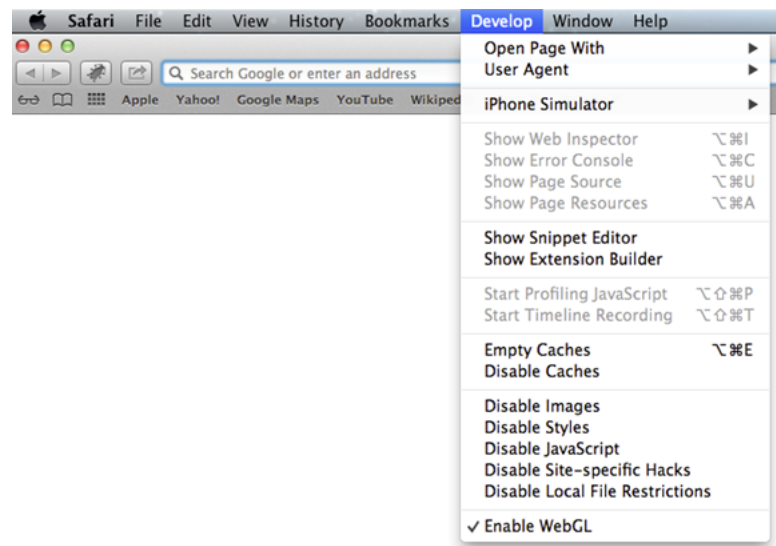 Safari File Edit View History Bookmarks Develop Window Help
Search Google or enter an address
Apple Yahoo! Google Maps YouTube Wikiped
Open Page With ▶
User Agent ▶
iPhone Simulator ▶
Show Web Inspector ⌥⌘I
Show Error Console ⌥⌘C
Show Page Source ⌥⌘U
Show Page Resources ⌥⌘A
Show Snippet Editor
Show Extension Builder
Start Profiling JavaScript ⌥⇧⌘P
Start Timeline Recording ⌥⇧⌘T
Empty Caches ⌥⌘E
Disable Caches
Disable Images
Disable Styles
Disable JavaScript
Disable Site-specific Hacks
Disable Local File Restrictions
✓ Enable WebGL